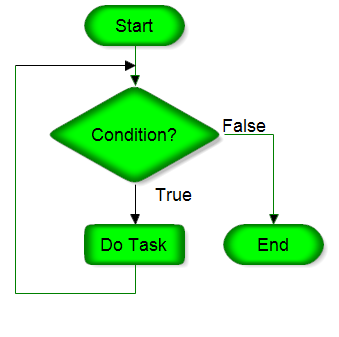 Start
Condition?
False
True
Do Task
End